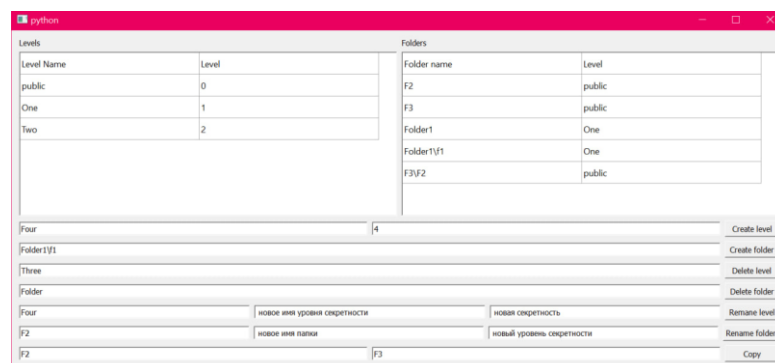 python
Levels Folders
Level Name Level Folder name Level
public 0 F2 public
One 1 F3 public
Two 2 Folder1 One
Folder1\f1 One
F3\F2 public
Four 4 Create level
Folder1\f1 Create folder
Three Delete level
Folder Delete folder
Four новое имя уровня секретности новая секретность Remane level
F2 новое имя папки новый уровень секретности Rename folder
F2 F3 Copy